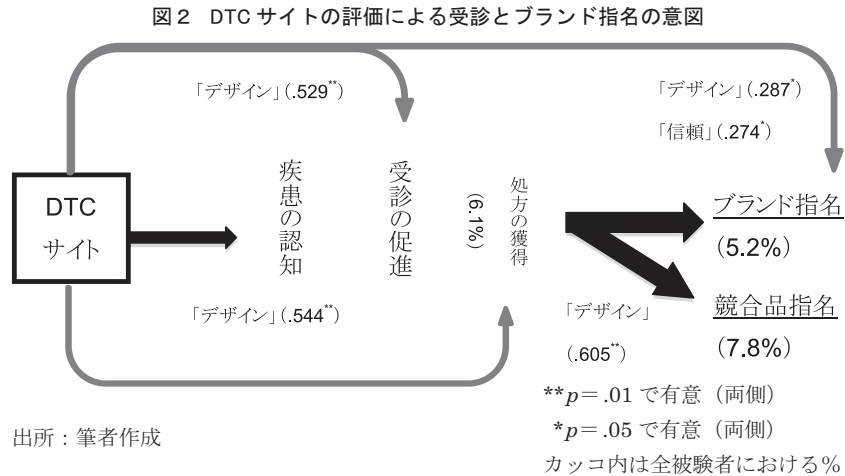 図２ DTC サイトの評価による受診とブランド指名の意図
「デザイン」(.529**)
「デザイン」(.287*)
「信頼」(.274*)
DTC
サイト
疾患の認知
受診の促進
処方の獲得
(6.1%)
ブランド指名
(5.2%)
競合品指名
(7.8%)
「デザイン」(.544**)
「デザイン」
(.605**)
**p＝.01 で有意（両側）
*p＝.05 で有意（両側）
カッコ内は全被験者における％
出所：筆者作成